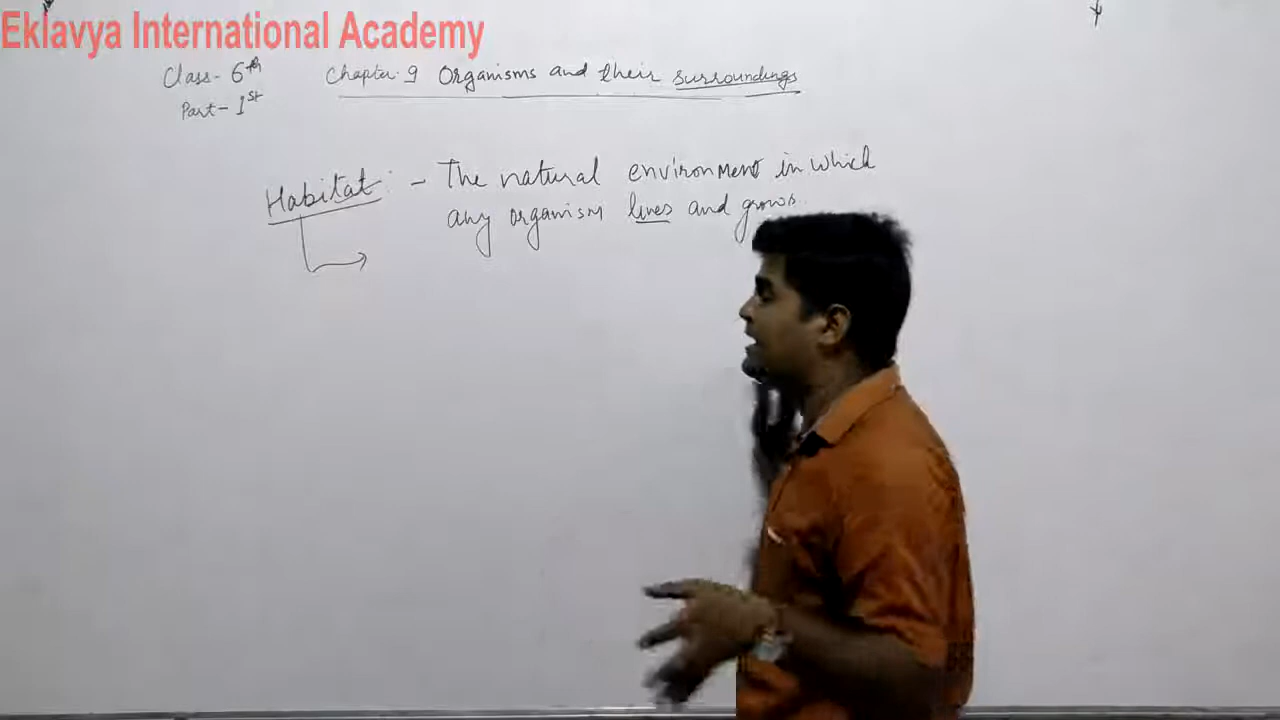 Eklavya International Academy
Class- 6th Chapter. 9 Organisms and their surroundings
Part- 1st
Habitat :- The natural environment in which
any organism lives and grows.